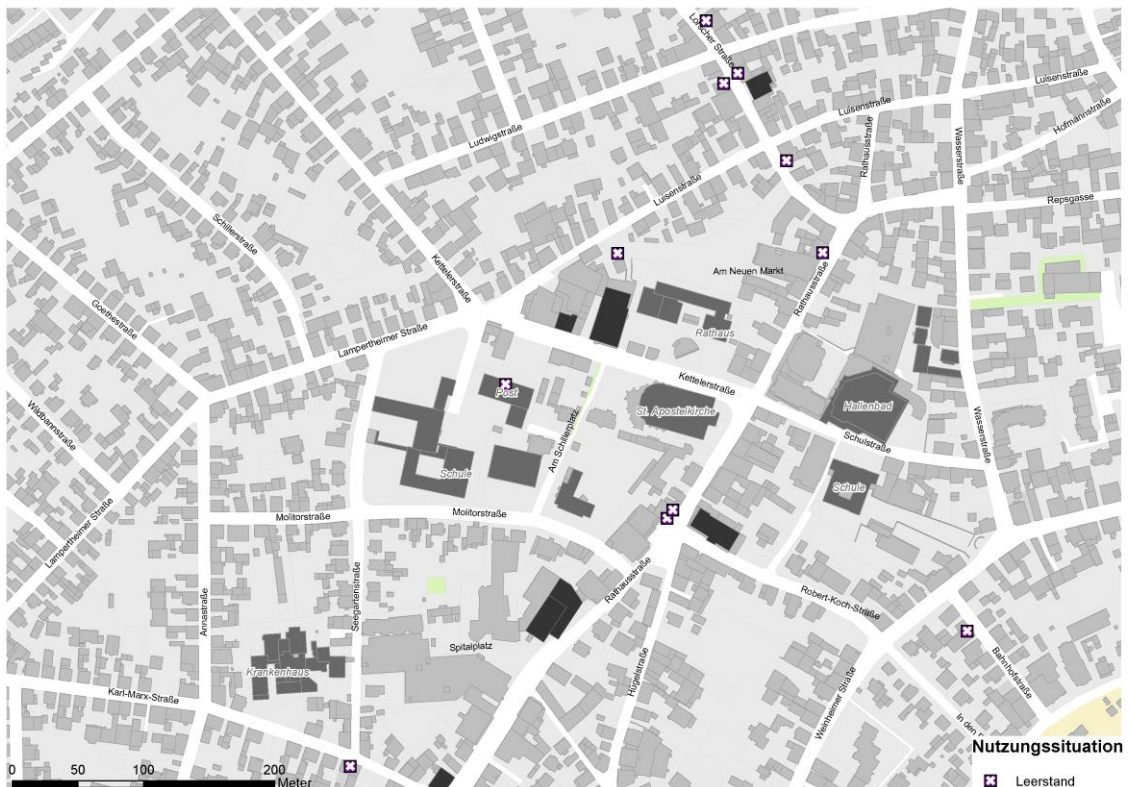 Lorscher Straße
Luisenstraße
Luisenstraße
Hofmannstraße
Ludwigstraße
Rathausstraße
Wasserstraße
Repsgasse
Luisenstraße
Schillerstraße
Kettelerstraße
Am Neuen Markt
Rathausstraße
Goethestraße
Lampertheimer Straße
Rathaus
Kettelerstraße
Post
St. Apostelkirche
Hallenbad
Wildbannstraße
Am Schillerplatz
Schulstraße
Wasserstraße
Schule
Schule
Lampertheimer Straße
Molitorstraße
Molitorstraße
Annastraße
Seegartenstraße
Rathausstraße
Robert-Koch-Straße
Spitalplatz
Krankenhaus
Hügelstraße
Bahnhofstraße
Karl-Marx-Straße
Weinheimer Straße
In den
Nutzungssituation
Leerstand
0 50 100 200
Meter